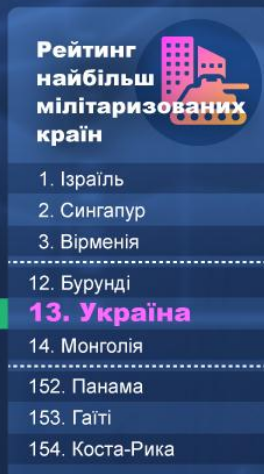 Рейтинг
найбільш
мілітаризованих
країн
1. Ізраїль
2. Сингапур
3. Вірменія
12. Бурунді
13. Україна
14. Монголія
152. Панама
153. Гаїті
154. Коста-Рика